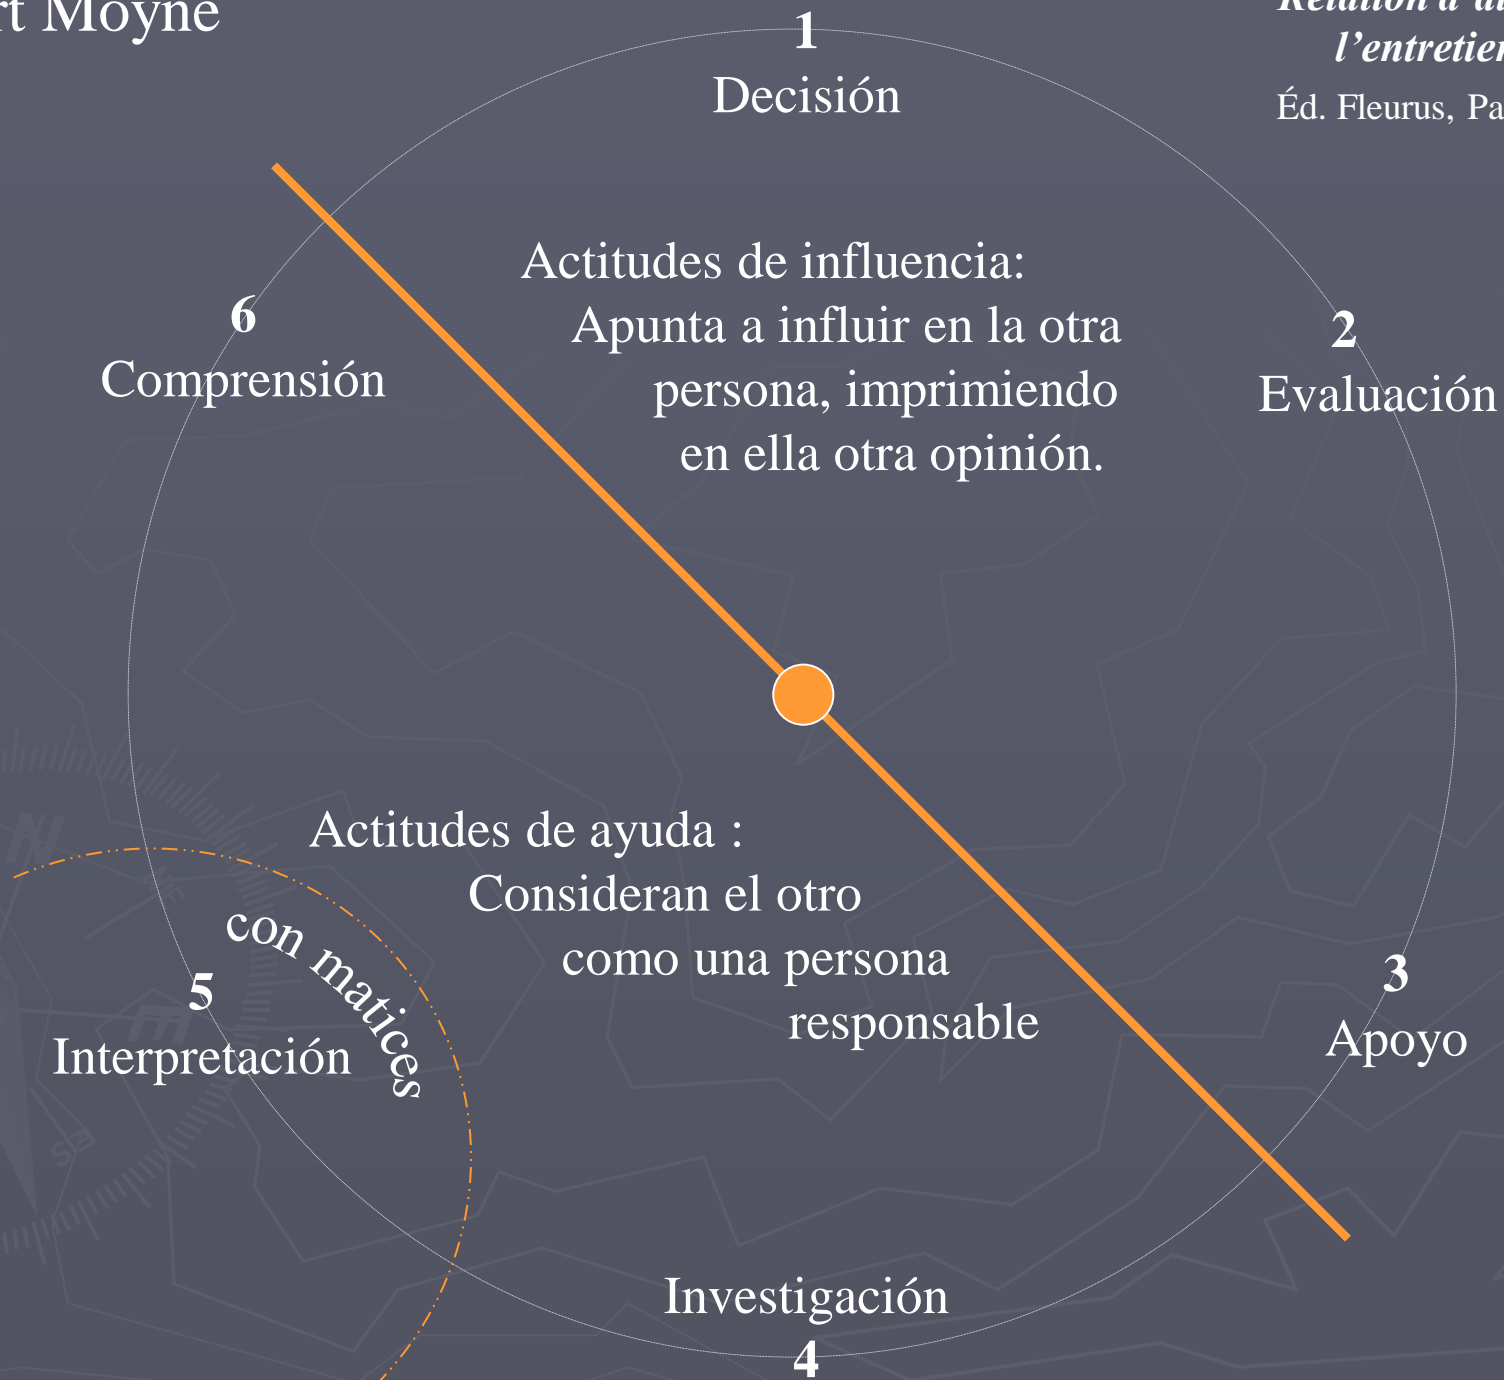 Moyne
l’entretien
Éd. Fleurus,
1
Decisión
Actitudes de influencia:
Apunta a influir en la otra
persona, imprimiendo
en ella otra opinión.
6
Comprensión
2
Evaluación
Actitudes de ayuda :
Consideran el otro
como una persona
responsable
con matices
5
Interpretación
3
Apoyo
Investigación
4
N
E